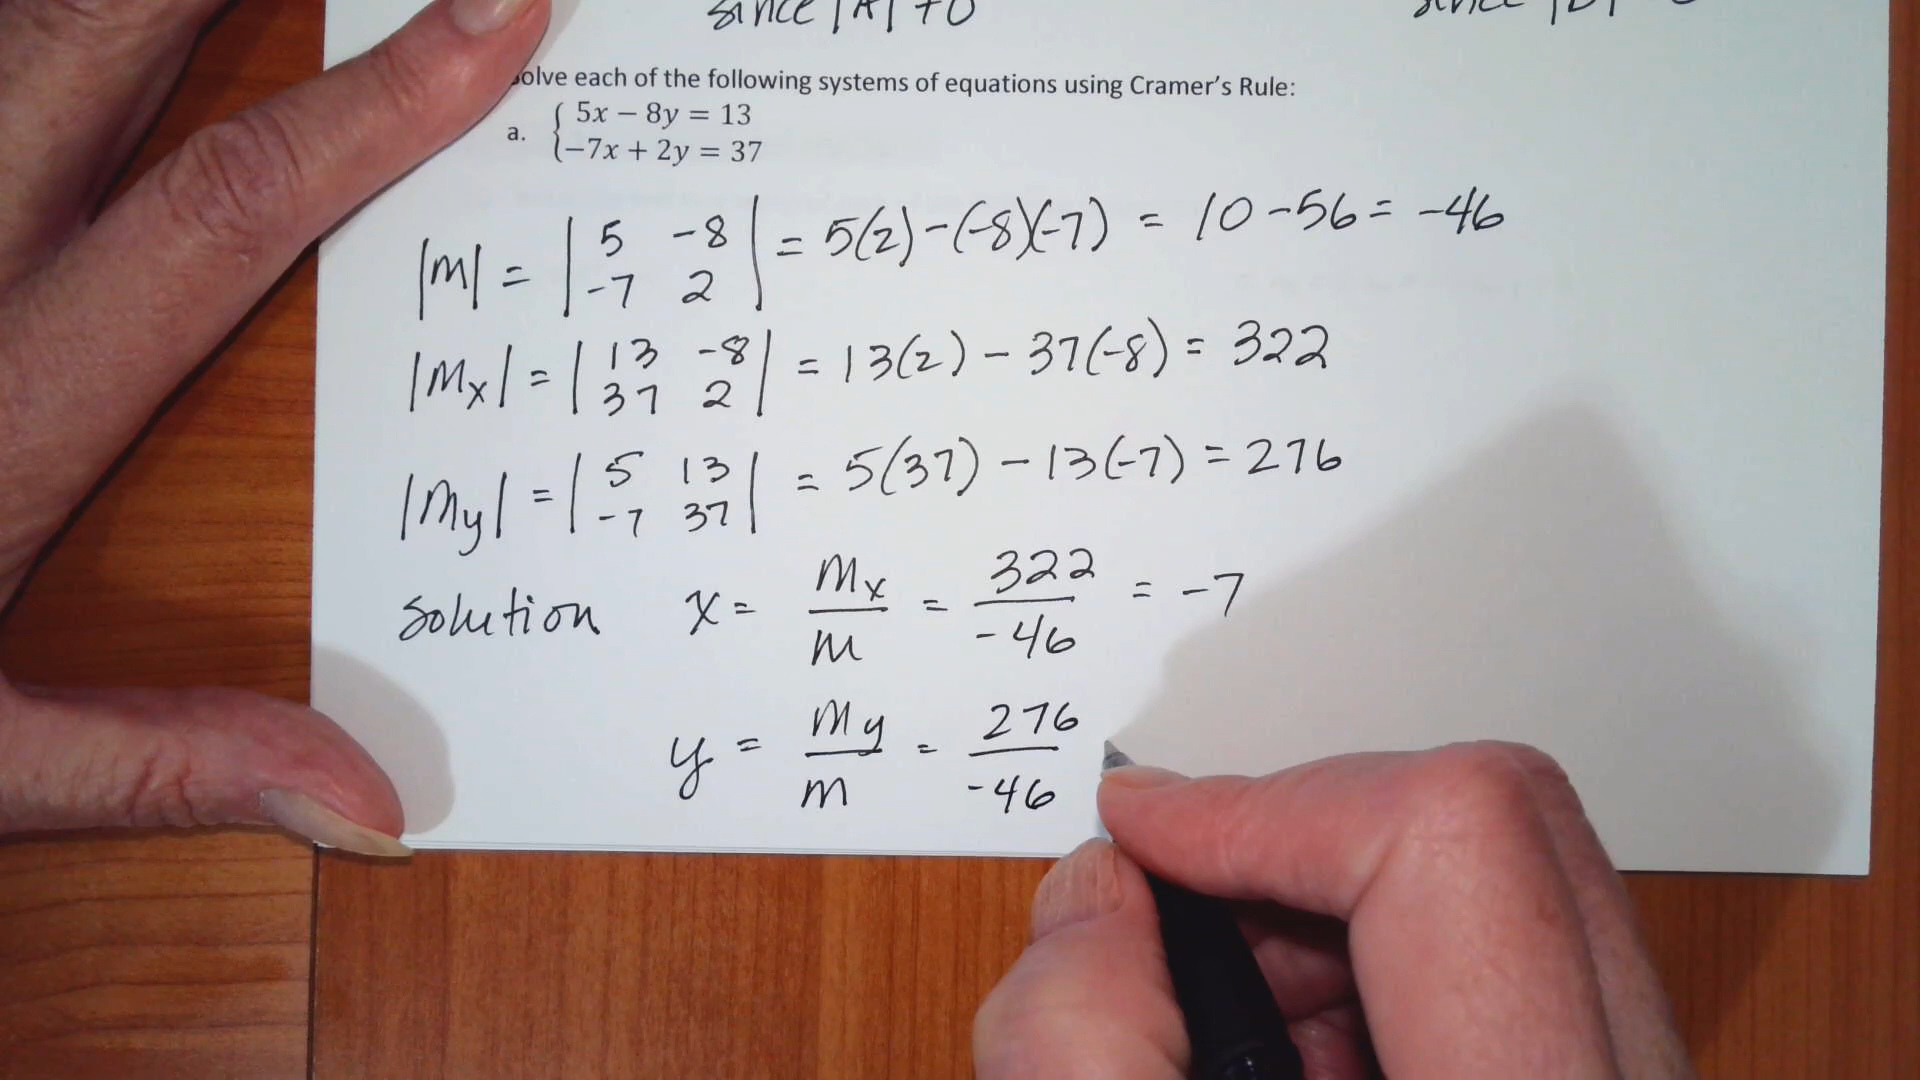 since |A| ≠ 0
since |B| =
olve each of the following systems of equations using Cramer's Rule:
a. { 5x − 8y = 13
−7x + 2y = 37
|M| = | 5 -8 | = 5(2)-(-8)(-7) = 10-56 = -46
-7 2
|Mx| = | 13 -8 | = 13(2) - 37(-8) = 322
37 2
|My| = | 5 13 | = 5(37) - 13(-7) = 276
-7 37
Solution x = Mx/M = 322/-46 = -7
y = My/M = 276/-46